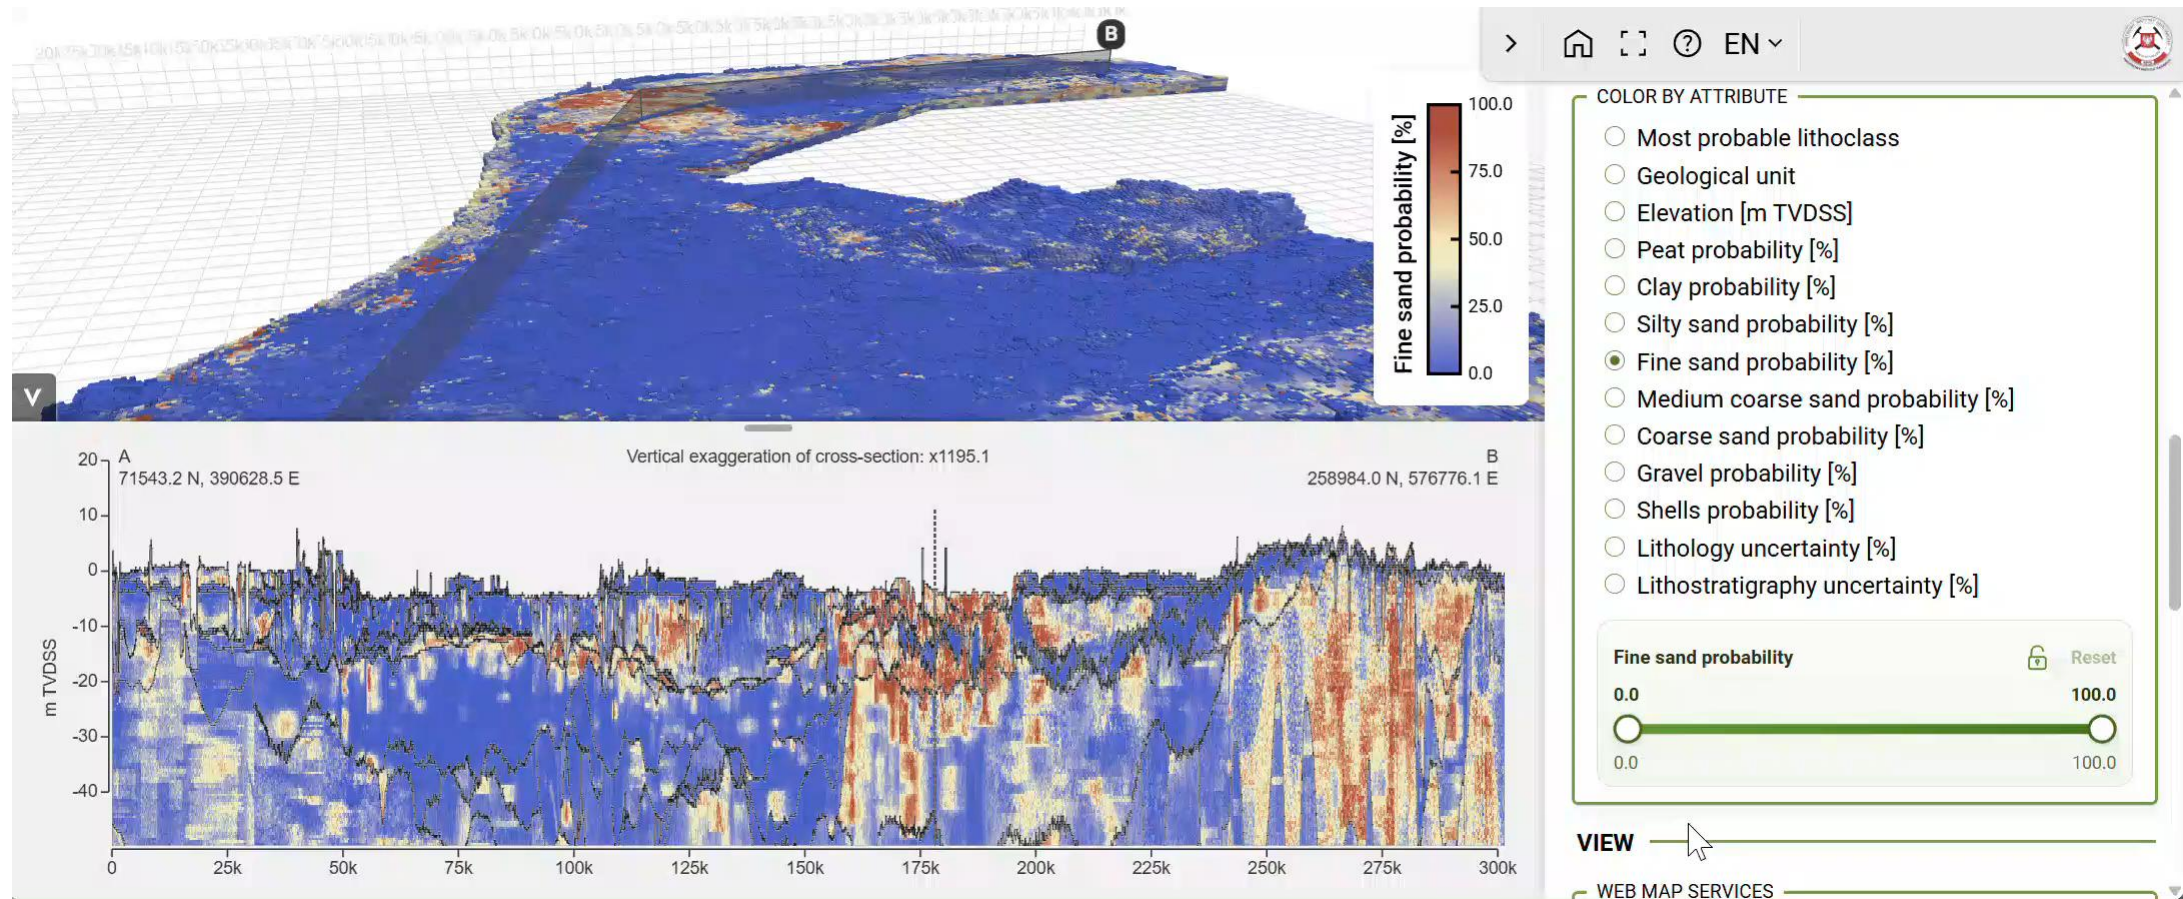 B
EN
COLOR BY ATTRIBUTE
Most probable lithoclass
Geological unit
Elevation [m TVDSS]
Peat probability [%]
Clay probability [%]
Silty sand probability [%]
Fine sand probability [%]
Medium coarse sand probability [%]
Coarse sand probability [%]
Gravel probability [%]
Shells probability [%]
Lithology uncertainty [%]
Lithostratigraphy uncertainty [%]
Fine sand probability
Reset
0.0 100.0
0.0 100.0
VIEW
WEB MAP SERVICES
Fine sand probability [%]
100.0
75.0
50.0
25.0
0.0
V
A
71543.2 N, 390628.5 E
Vertical exaggeration of cross-section: x1195.1
B
258984.0 N, 576776.1 E
m TVDSS
20
10
0
-10
-20
-30
-40
0 25k 50k 75k 100k 125k 150k 175k 200k 225k 250k 275k 300k